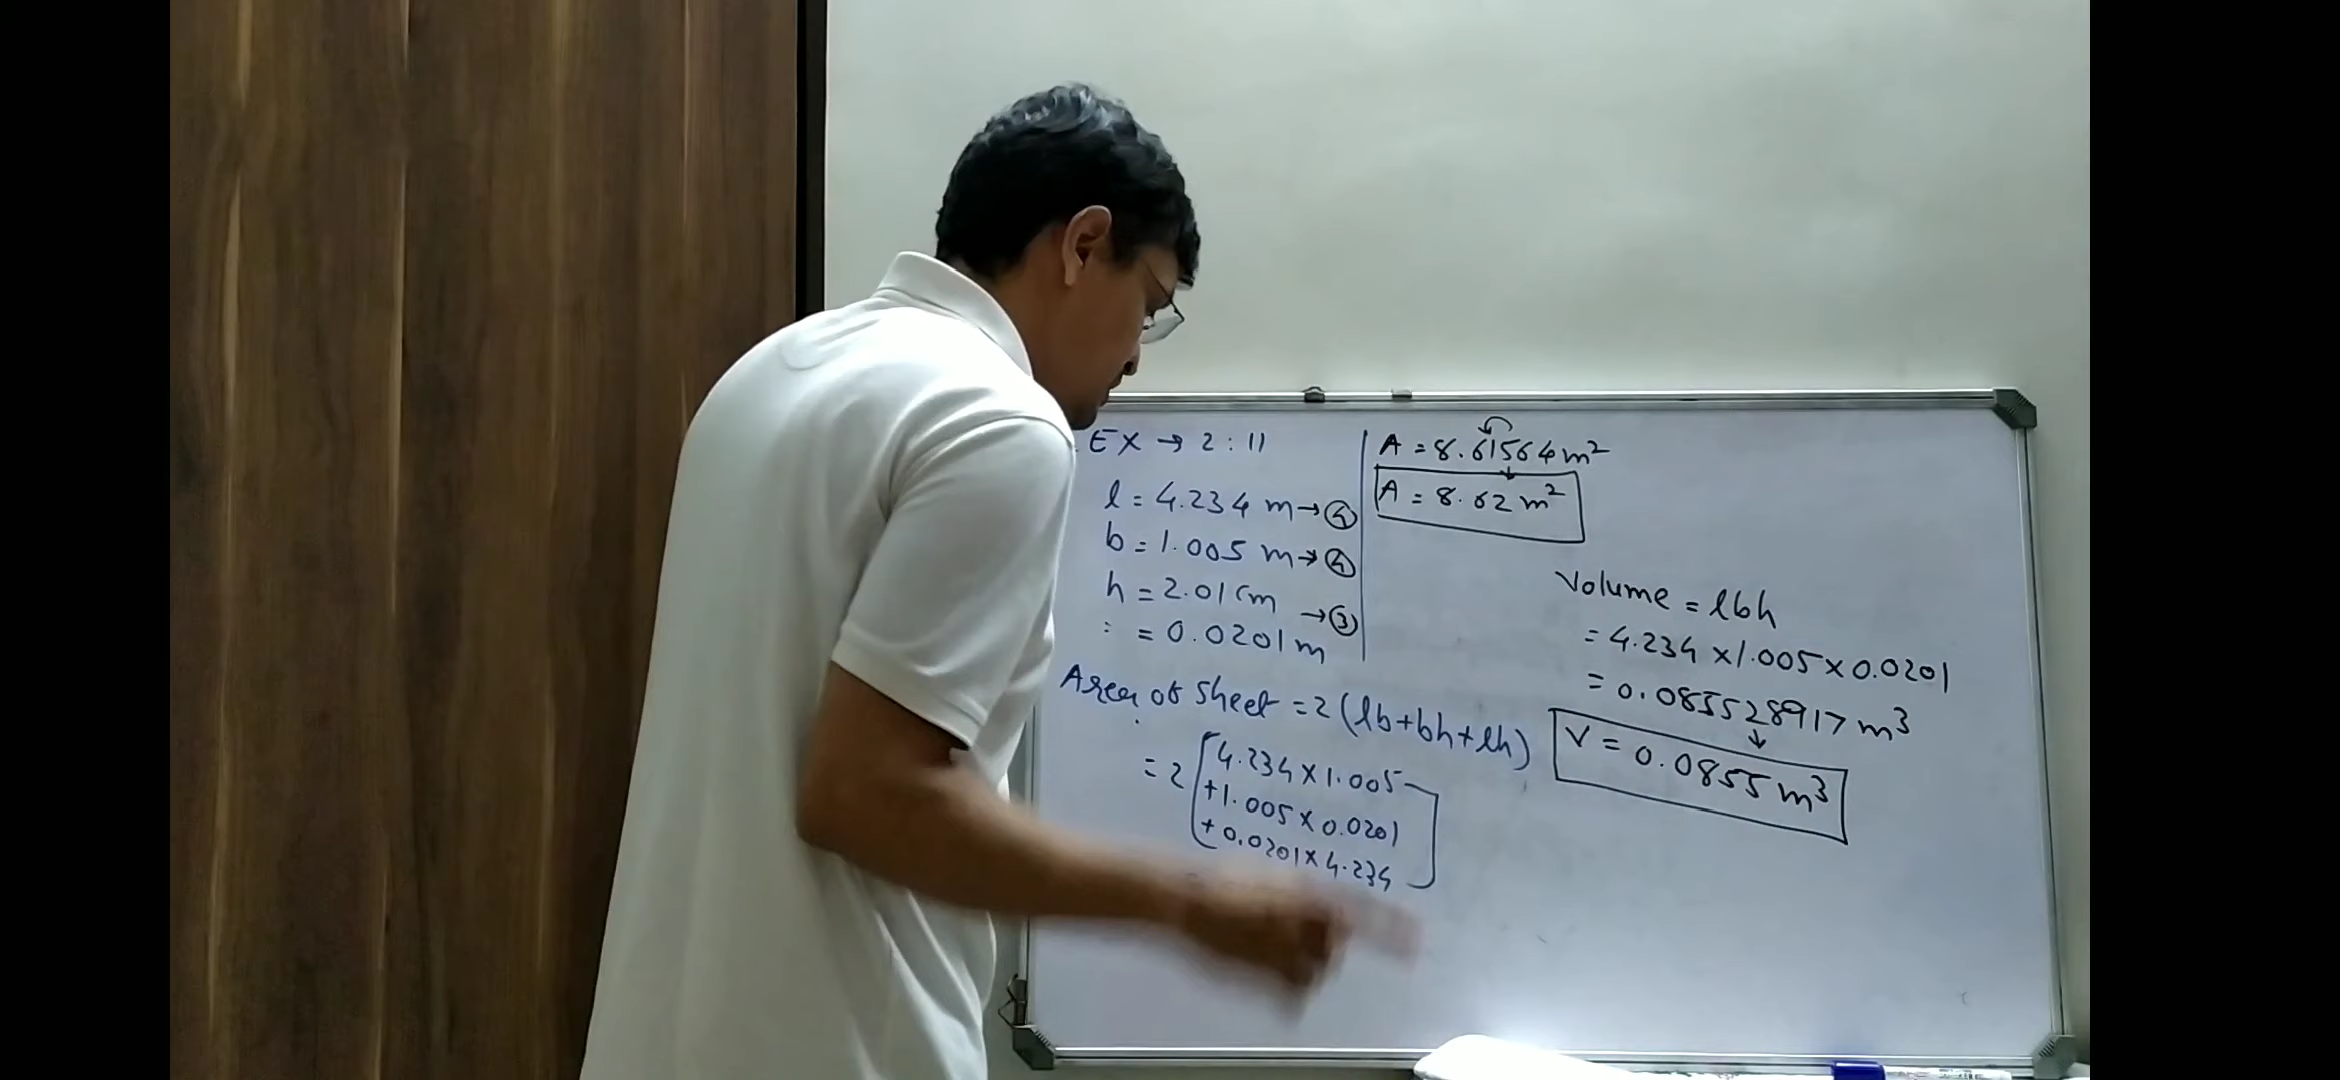 EX → 2 : 11
l = 4.234 m → ④
b = 1.005 m → ④
h = 2.01 cm
: = 0.0201 m → ③
Area of sheet = 2 (lb+bh+lh)
= 2 [4.234 × 1.005
+ 1.005 × 0.0201
+ 0.0201 × 4.234]
A = 8.61564 m²
A = 8.62 m²
Volume = lbh
= 4.234 × 1.005 × 0.0201
= 0.085528917 m³
V = 0.0855 m³